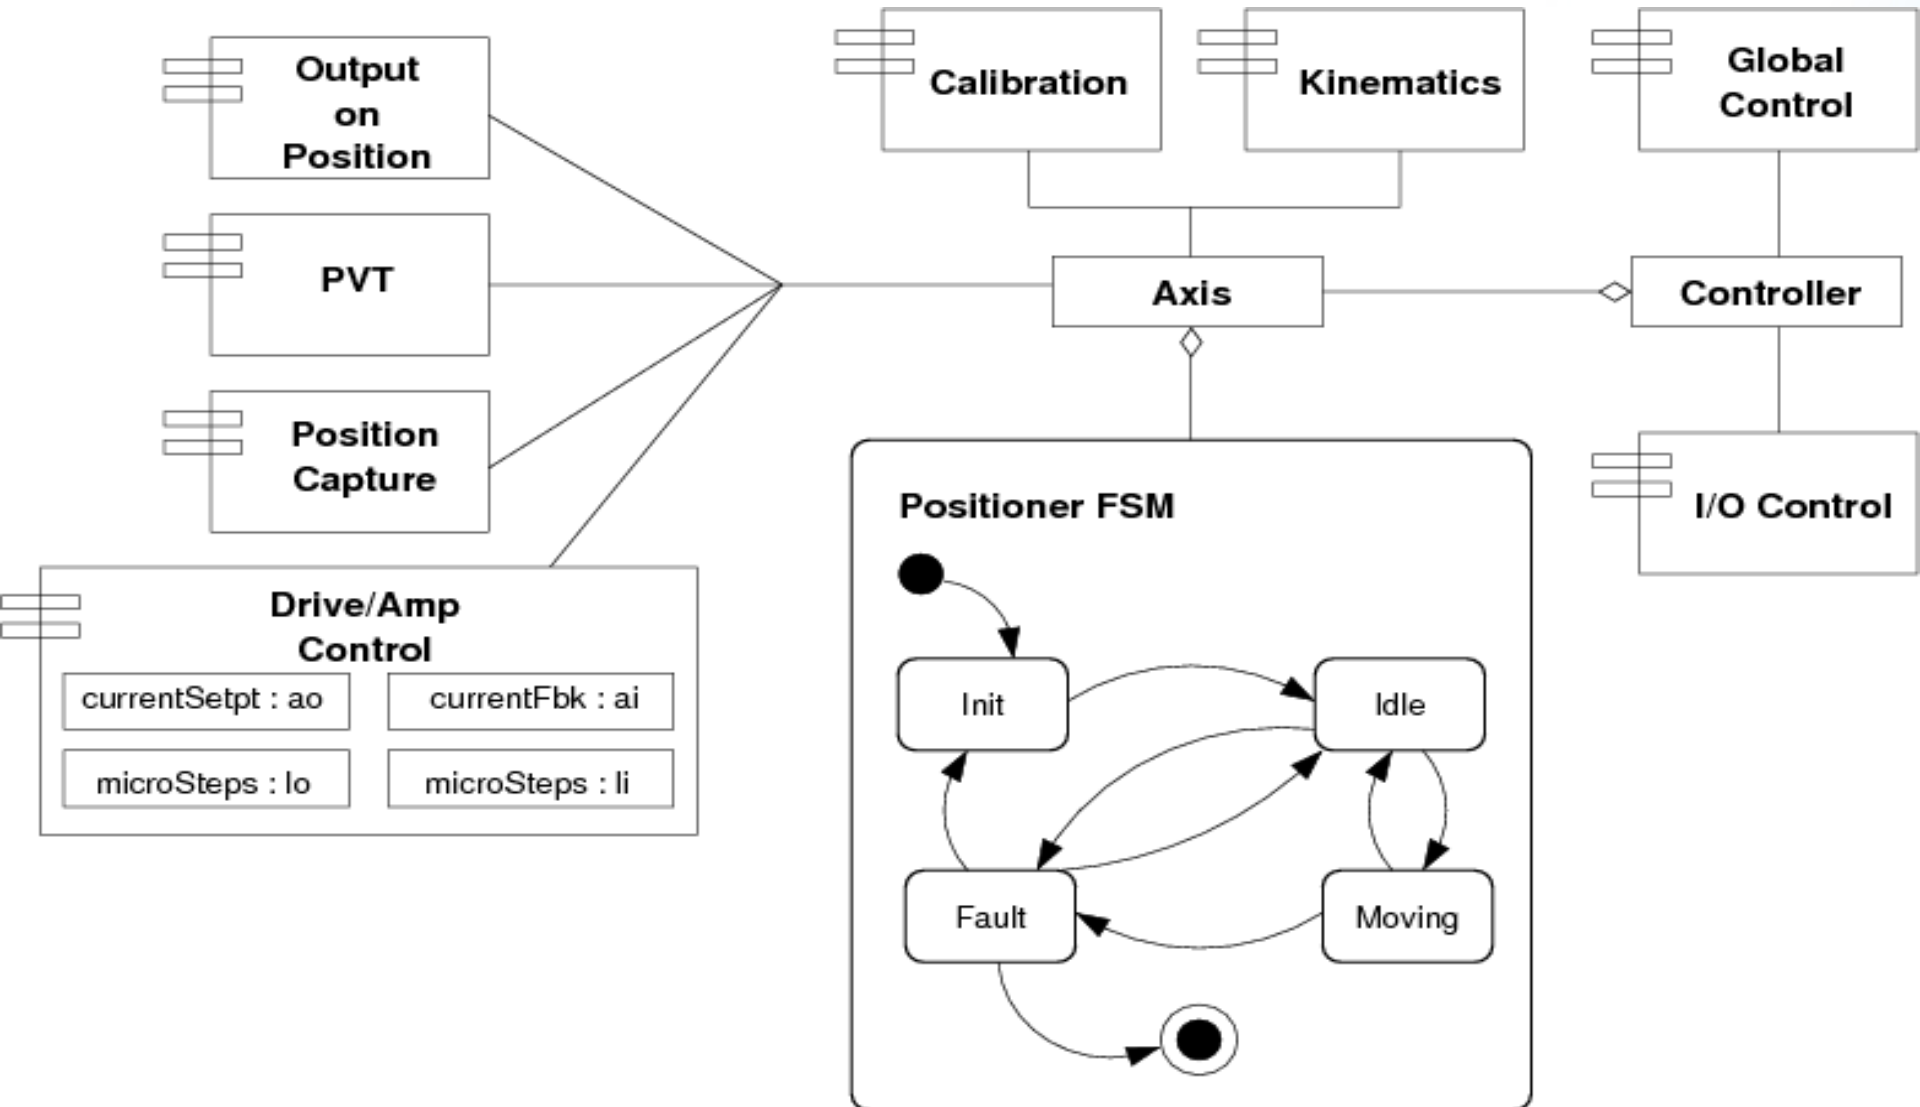 Output
on
Position
Calibration
Kinematics
Global
Control
PVT
Axis
Controller
Position
Capture
Positioner FSM
I/O Control
Drive/Amp
Control
currentSetpt : ao
currentFbk : ai
microSteps : lo
microSteps : li
Init
Idle
Fault
Moving